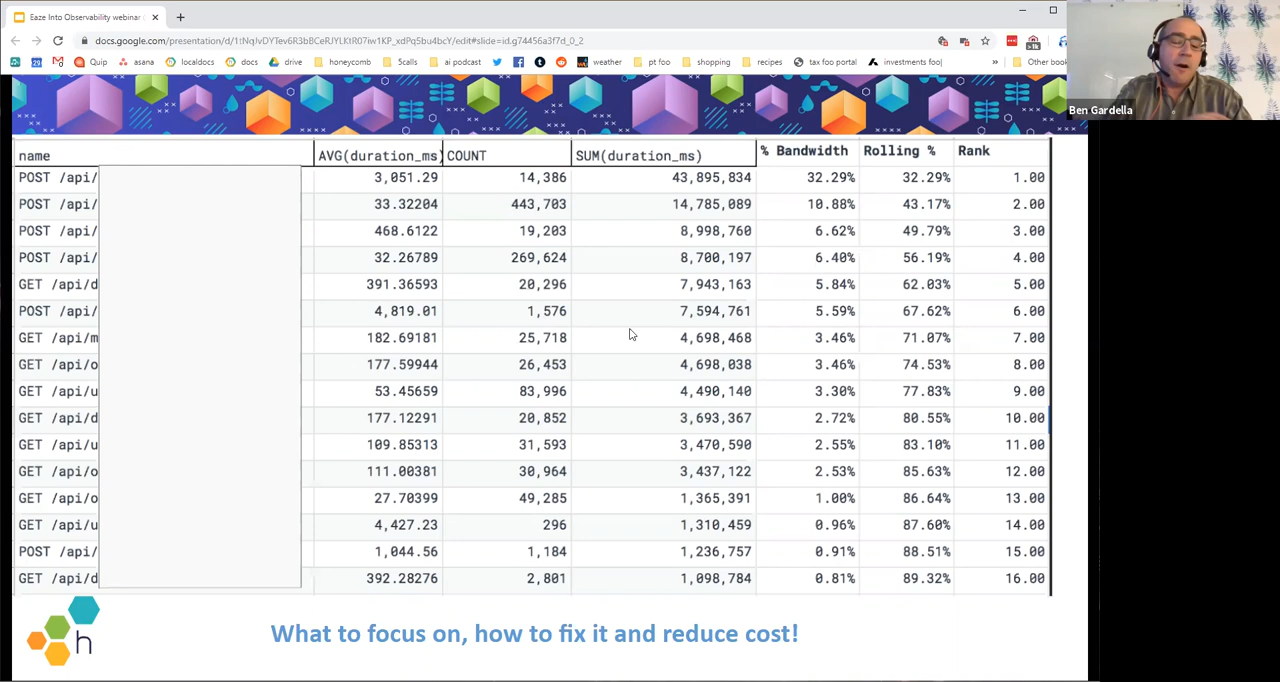 Eaze Into Observability webinar
docs.google.com/presentation/d/1tNqJvDYTev6R3bBCeRJYLKtR07iw1KP_xdPq5bu4bcY/edit#slide=id.g74456a3f7d_0_2
Quip asana localdocs docs drive honeycomb 5calls ai podcast weather pt foo shopping recipes tax foo portal investments foo » Other book
Ben Gardella
name AVG(duration_ms) COUNT SUM(duration_ms) % Bandwidth Rolling % Rank
POST /api/ 3,051.29 14,386 43,895,834 32.29% 32.29% 1.00
POST /api/ 33.32204 443,703 14,785,089 10.88% 43.17% 2.00
POST /api/ 468.6122 19,203 8,998,760 6.62% 49.79% 3.00
POST /api/ 32.26789 269,624 8,700,197 6.40% 56.19% 4.00
GET /api/d 391.36593 20,296 7,943,163 5.84% 62.03% 5.00
POST /api/ 4,819.01 1,576 7,594,761 5.59% 67.62% 6.00
GET /api/m 182.69181 25,718 4,698,468 3.46% 71.07% 7.00
GET /api/o 177.59944 26,453 4,698,038 3.46% 74.53% 8.00
GET /api/u 53.45659 83,996 4,490,140 3.30% 77.83% 9.00
GET /api/d 177.12291 20,852 3,693,367 2.72% 80.55% 10.00
GET /api/u 109.85313 31,593 3,470,590 2.55% 83.10% 11.00
GET /api/o 111.00381 30,964 3,437,122 2.53% 85.63% 12.00
GET /api/o 27.70399 49,285 1,365,391 1.00% 86.64% 13.00
GET /api/u 4,427.23 296 1,310,459 0.96% 87.60% 14.00
POST /api/ 1,044.56 1,184 1,236,757 0.91% 88.51% 15.00
GET /api/d 392.28276 2,801 1,098,784 0.81% 89.32% 16.00
h
What to focus on, how to fix it and reduce cost!